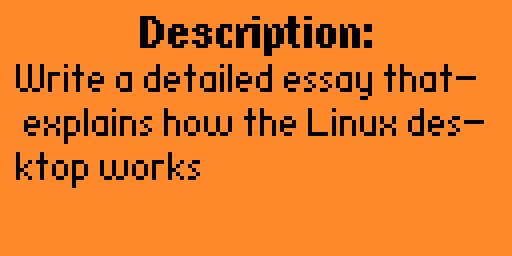 Description:
Write a detailed essay that-
explains how the Linux des-
ktop works